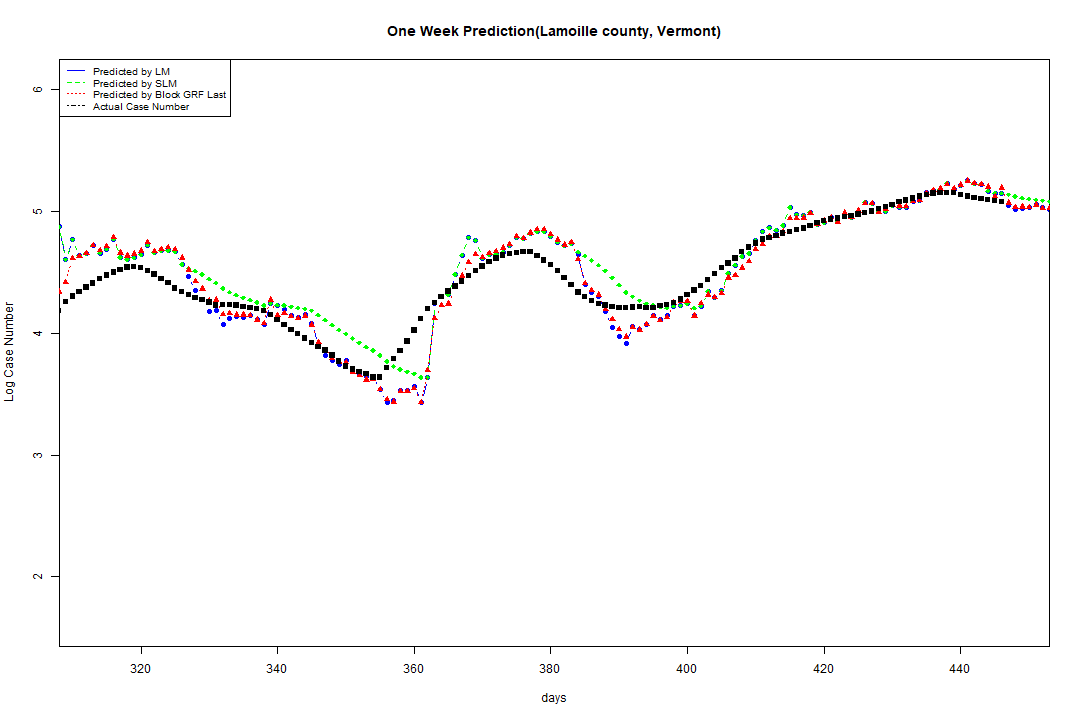 One Week Prediction(Lamoille county, Vermont)
Predicted by LM
Predicted by SLM
Predicted by Block GRF Last
Actual Case Number
Log Case Number
6
5
4
3
2
320 340 360 380 400 420 440
days